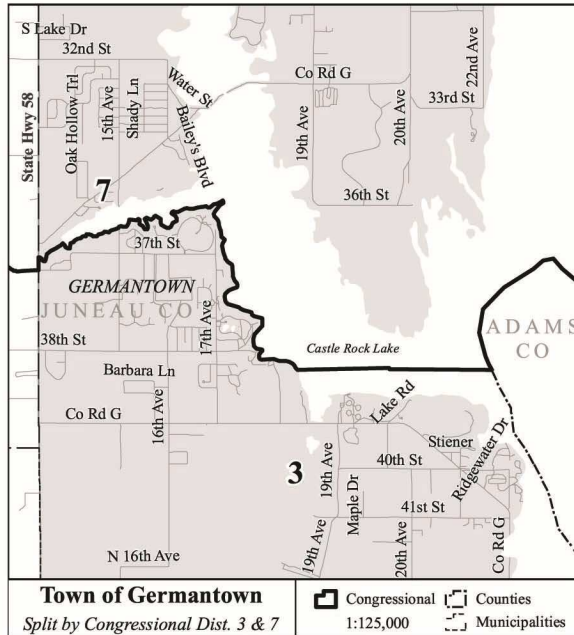 S Lake Dr
32nd St
Water St
Co Rd G
22nd Ave
33rd St
State Hwy 58
Oak Hollow Trl
15th Ave
Shady Ln
Bailey's Blvd
19th Ave
20th Ave
7
36th St
37th St
GERMANTOWN
JUNEAU CO
17th Ave
38th St
Castle Rock Lake
ADAMS
CO
Barbara Ln
16th Ave
Co Rd G
Lake Rd
Stiener
Ridgewater Dr
19th Ave
40th St
3
Maple Dr
41st St
N 16th Ave
19th Ave
20th Ave
Co Rd G
Town of Germantown
Split by Congressional Dist. 3 & 7
Congressional
Counties
1:125,000
Municipalities